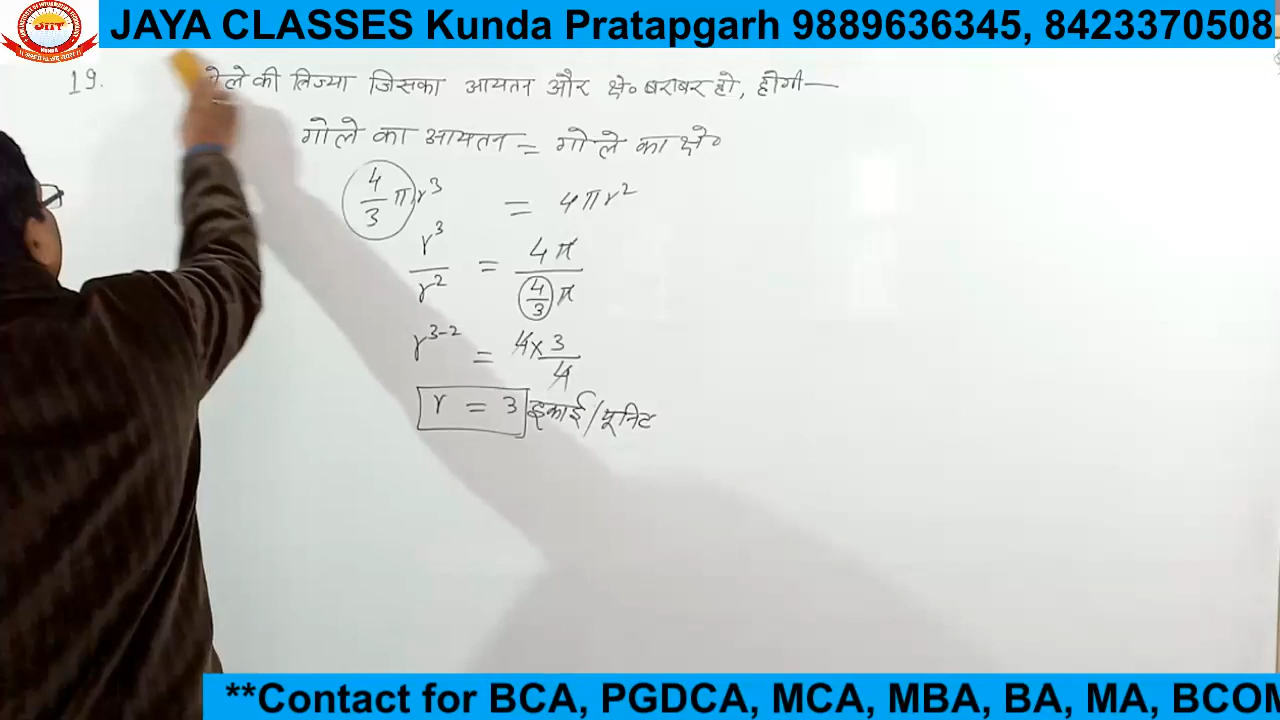 JAYA CLASSES Kunda Pratapgarh 9889636345, 8423370508
19. की त्रिज्या जिसका आयतन और क्षे० बराबर हो, होगी—
गोले का आयतन = गोले का क्षे०
4/3 πr³ = 4πr²
r³/r² = 4π / (4/3 π)
r³⁻² = 4×3/4
r = 3 इकाई/यूनिट
**Contact for BCA, PGDCA, MCA, MBA, BA, MA, BCOM